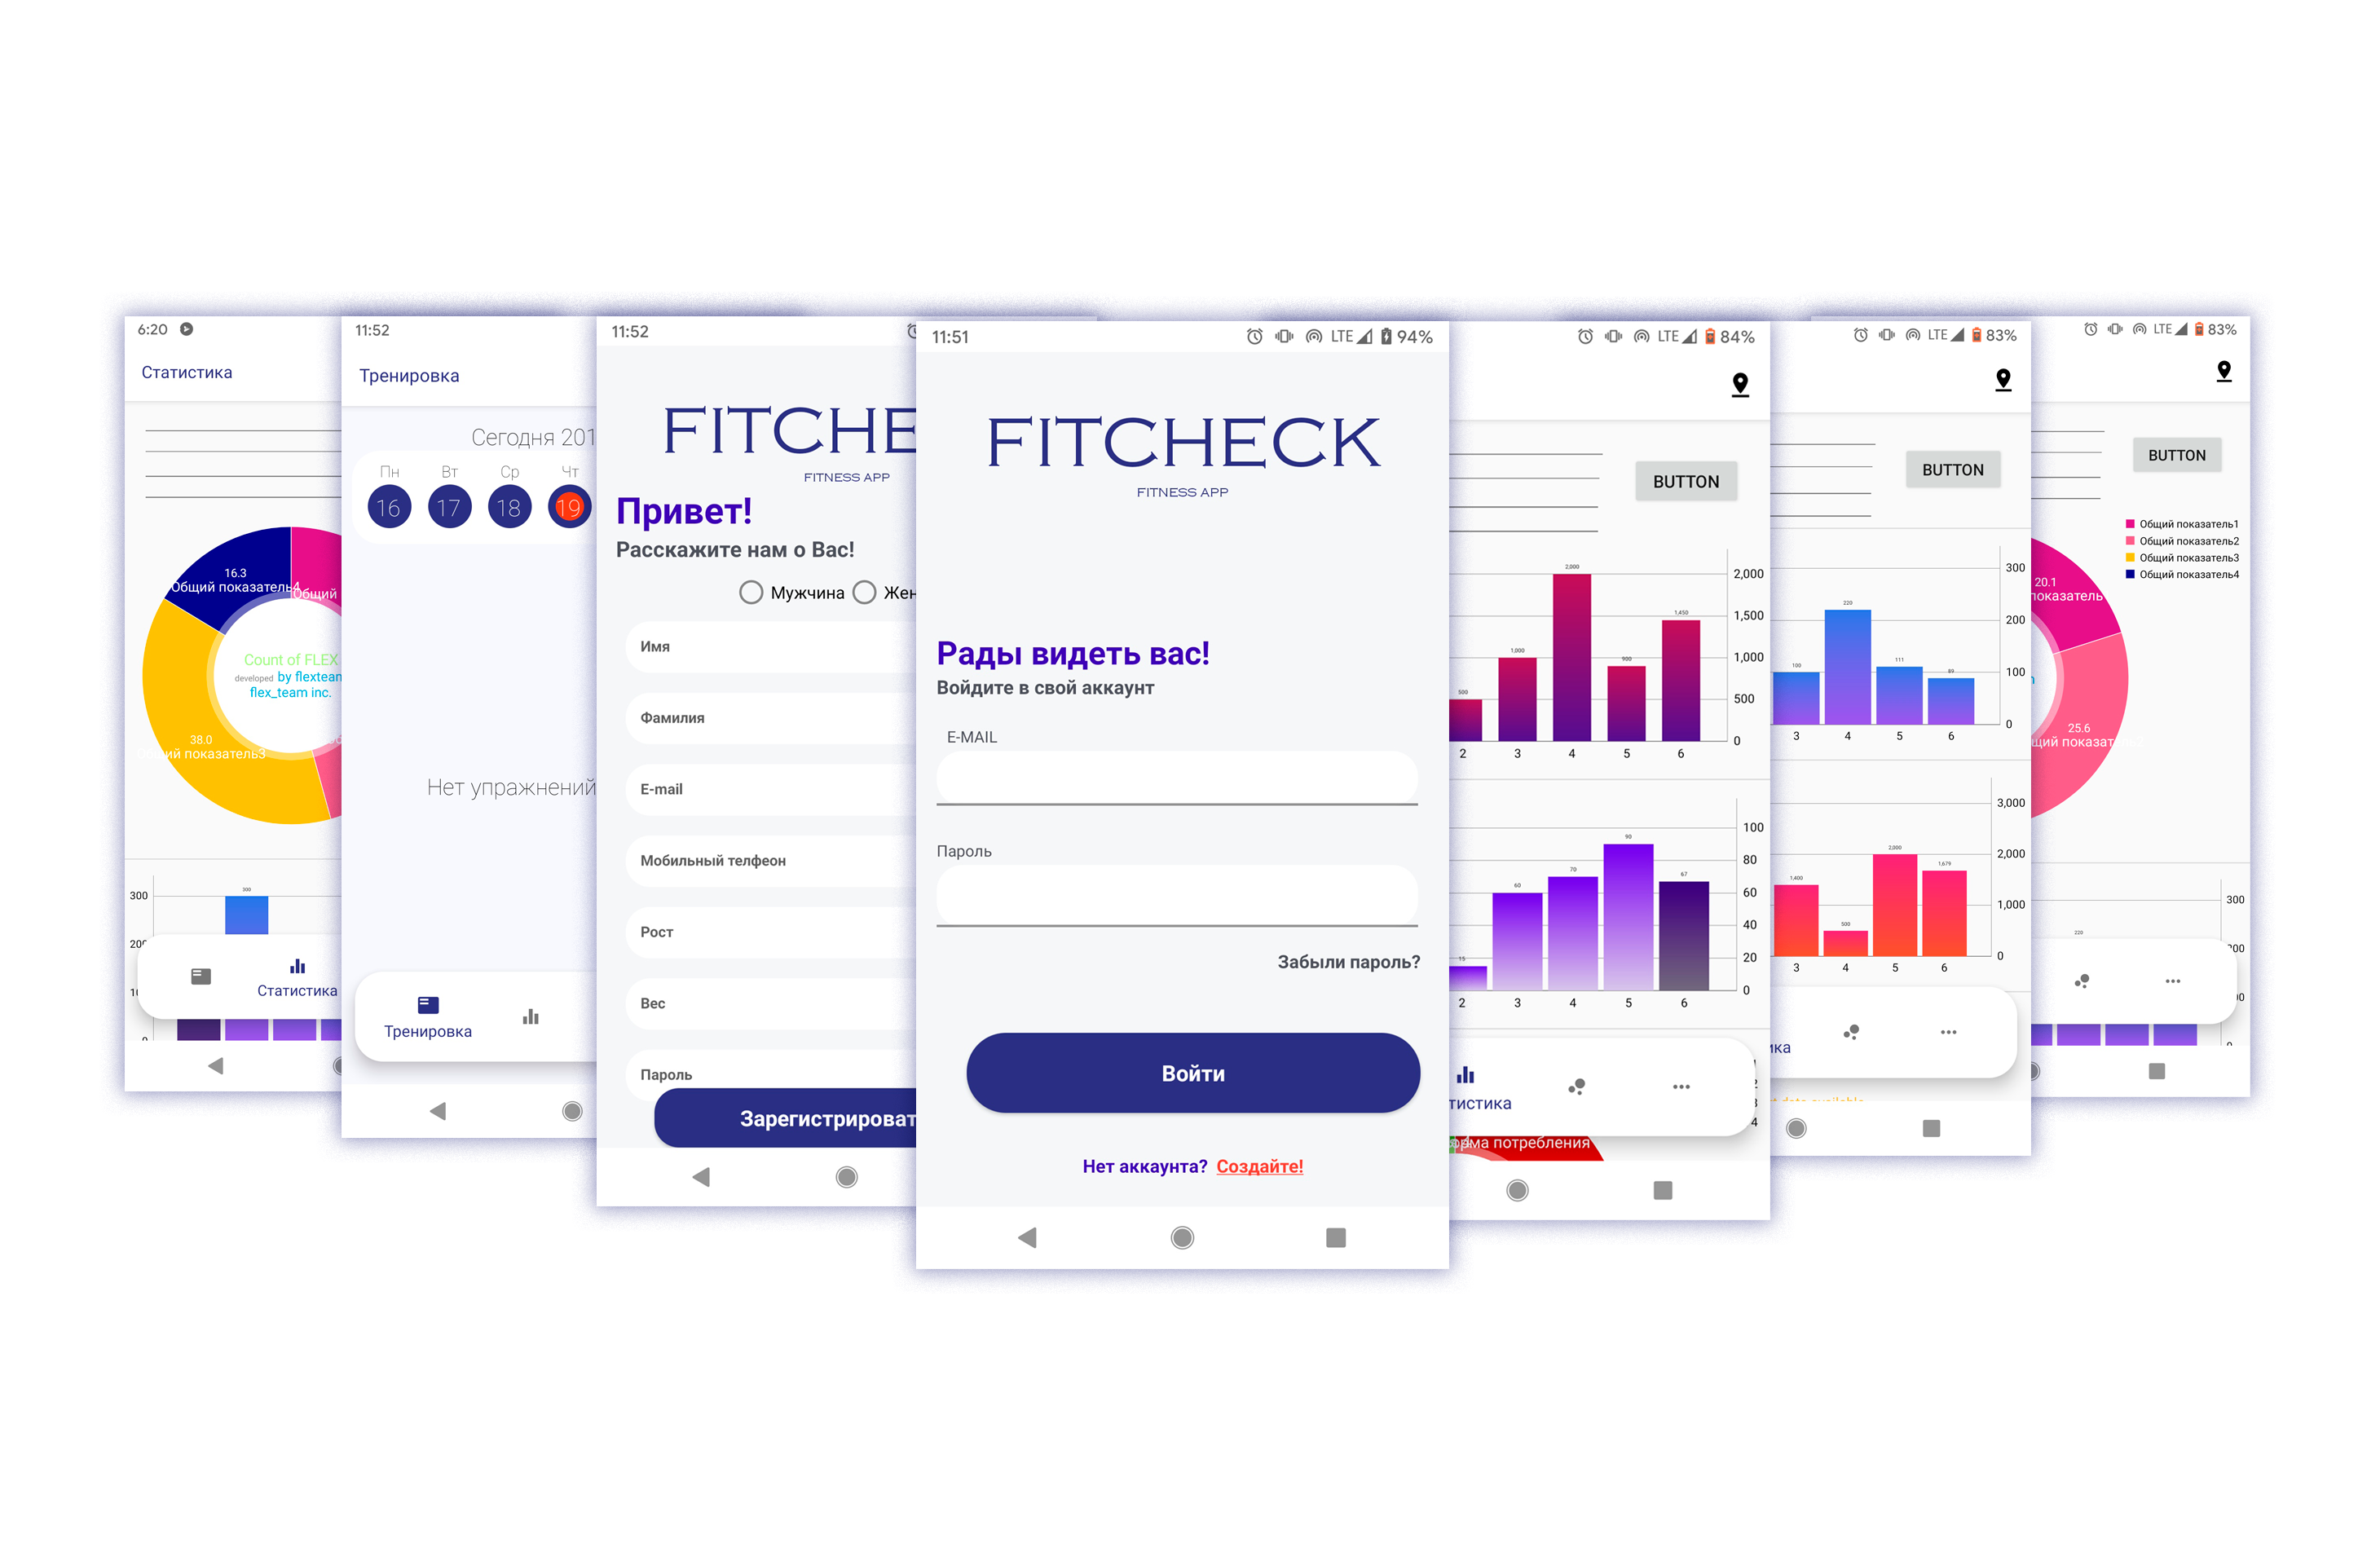 6:20
Статистика
16.3
Общий показатель4
Общий
Count of FLEX
developed by flexteam
flex_team inc.
38.0
Общий показатель3
300
300
200
Статистика
0
11:52
Тренировка
Сегодня 201
Пн Вт Ср Чт
16 17 18 19
Нет упражнений
Тренировка
11:52
FITCHE
FITNESS APP
Привет!
Расскажите нам о Вас!
Мужчина Жен
Имя
Фамилия
E-mail
Мобильный телфеон
Рост
Вес
Пароль
Зарегистрироват
11:51 LTE 94%
FITCHECK
FITNESS APP
Рады видеть вас!
Войдите в свой аккаунт
E-MAIL
Пароль
Забыли пароль?
Войти
Нет аккаунта? Создайте!
LTE 84%
BUTTON
2,000
2,000
1,500
1,450
1,000
1,000
900
500
500
0
2 3 4 5 6
100
90
80
70
67
60
60
40
20
15
0
2 3 4 5 6
тистика
рма потребления
LTE 83%
BUTTON
300
220
200
100
111
89
100
0
3 4 5 6
3,000
2,000
2,000
1,679
1,400
1,000
500
0
3 4 5 6
ика
LTE 83%
BUTTON
Общий показатель1
Общий показатель2
Общий показатель3
Общий показатель4
20.1
показатель
25.6
щий показат
300
220
0